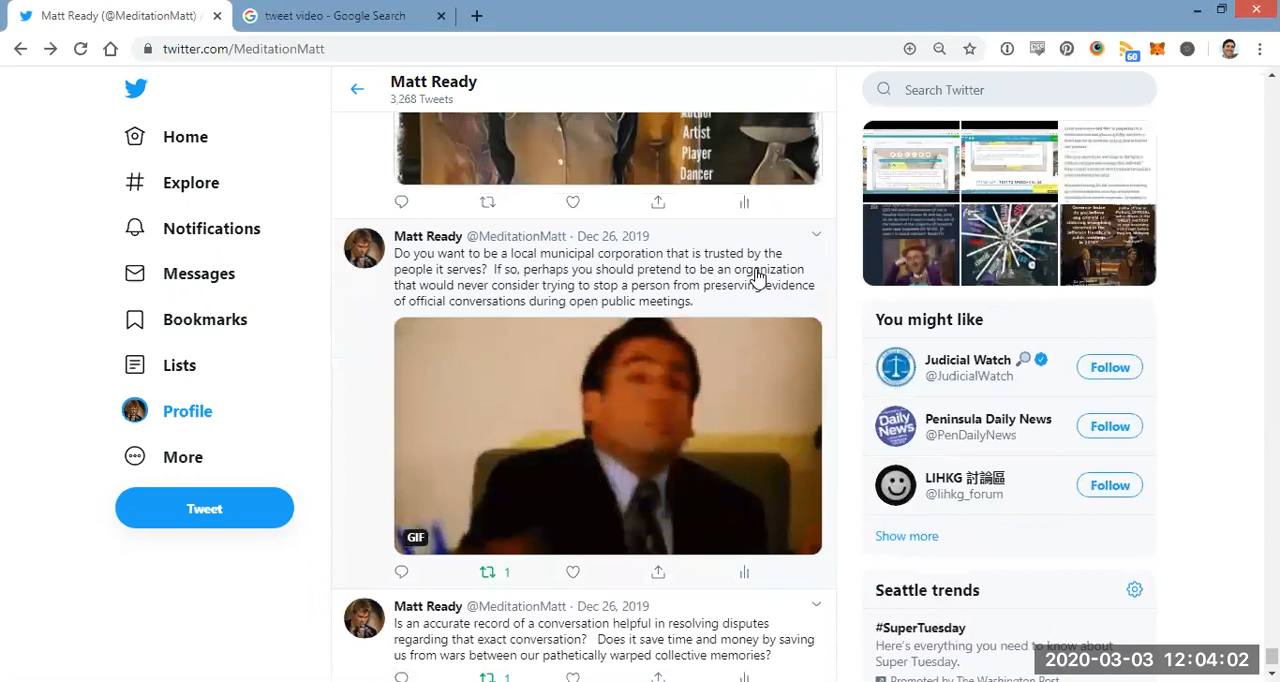 Matt Ready (@MeditationMatt)
tweet video - Google Search
twitter.com/MeditationMatt
60
Home
Explore
Notifications
Messages
Bookmarks
Lists
Profile
More
Tweet
Matt Ready
3,268 Tweets
Author
Artist
Player
Dancer
Ready @MeditationMatt · Dec 26, 2019
Do you want to be a local municipal corporation that is trusted by the
people it serves? If so, perhaps you should pretend to be an organization
that would never consider trying to stop a person from preserving evidence
of official conversations during open public meetings.
GIF
1
Matt Ready @MeditationMatt · Dec 26, 2019
Is an accurate record of a conversation helpful in resolving disputes
regarding that exact conversation? Does it save time and money by saving
us from wars between our pathetically warped collective memories?
1
Search Twitter
You might like
Judicial Watch
@JudicialWatch
Follow
Peninsula Daily News
@PenDailyNews
Follow
LIHKG 討論區
@lihkg_forum
Follow
Show more
Seattle trends
#SuperTuesday
Here's everything you need to know about
Super Tuesday.
Promoted by The Washington Post
2020-03-03 12:04:02